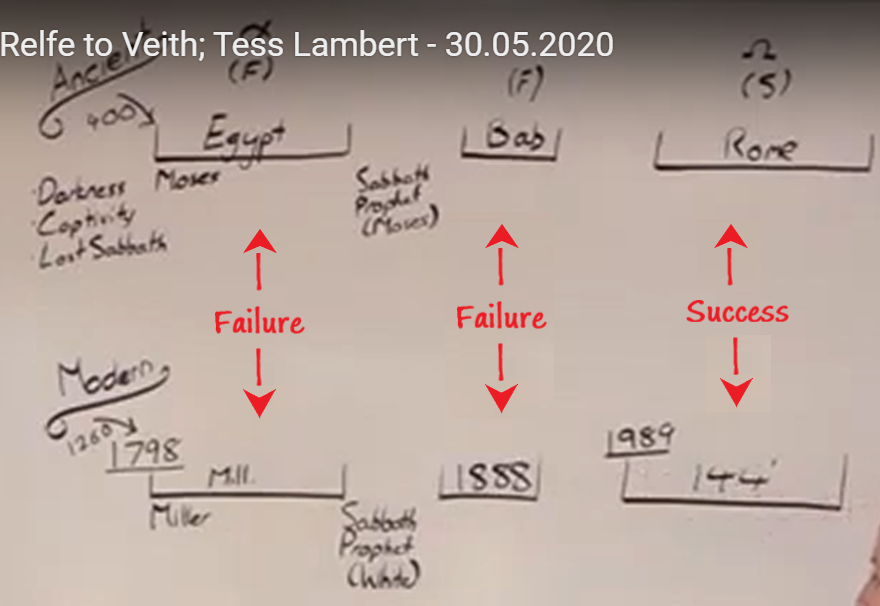 Relfe to Veith; Tess Lambert - 30.05.2020
Ancient
(F)
(F)
Ω
(S)
400
Egypt
Bab
Rome
Moses
· Darkness
· Captivity
· Lost Sabbath
Sabbath
Prophet
(Moses)
Failure
Failure
Success
Modern
1260
1798
Mill.
1888
1989
144
Miller
Sabbath
Prophet
(White)